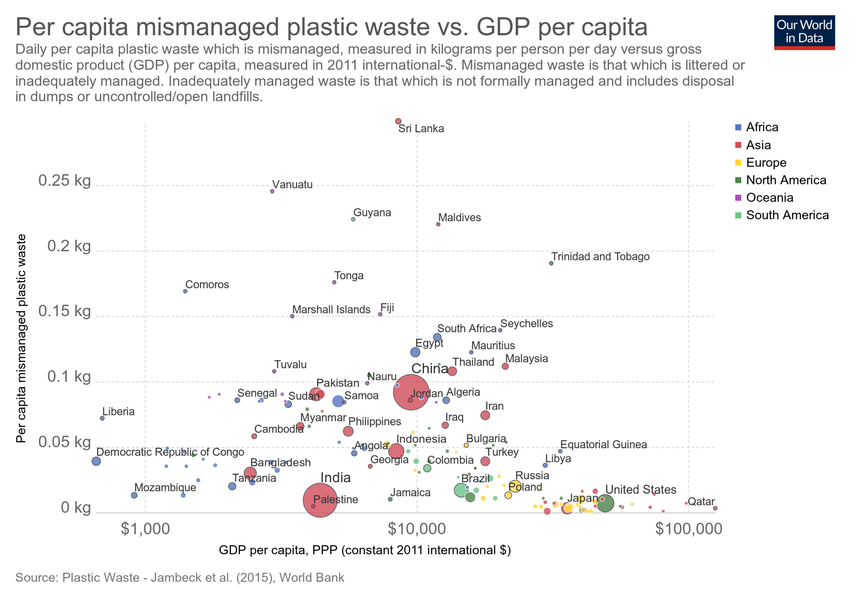 Per capita mismanaged plastic waste vs. GDP per capita
Our World
in Data
Daily per capita plastic waste which is mismanaged, measured in kilograms per person per day versus gross
domestic product (GDP) per capita, measured in 2011 international-$. Mismanaged waste is that which is littered or
inadequately managed. Inadequately managed waste is that which is not formally managed and includes disposal
in dumps or uncontrolled/open landfills.
Africa
Asia
Europe
North America
Oceania
South America
Per capita mismanaged plastic waste
Sri Lanka
0.25 kg
Vanuatu
Guyana
Maldives
0.2 kg
Trinidad and Tobago
Tonga
Comoros
0.15 kg
Marshall Islands
Fiji
South Africa
Seychelles
Egypt
Mauritius
Thailand
Malaysia
Tuvalu
Nauru
China
0.1 kg
Pakistan
Senegal
Sudan
Samoa
Jordan
Algeria
Liberia
Iran
Myanmar
Philippines
Iraq
Cambodia
0.05 kg
Democratic Republic of Congo
Angola
Indonesia
Bulgaria
Equatorial Guinea
Bangladesh
Georgia
Colombia
Turkey
Libya
Tanzania
India
Brazil
Russia
Mozambique
Palestine
Jamaica
Poland
Japan
United States
Qatar
0 kg
$1,000
$10,000
$100,000
GDP per capita, PPP (constant 2011 international $)
Source: Plastic Waste - Jambeck et al. (2015), World Bank